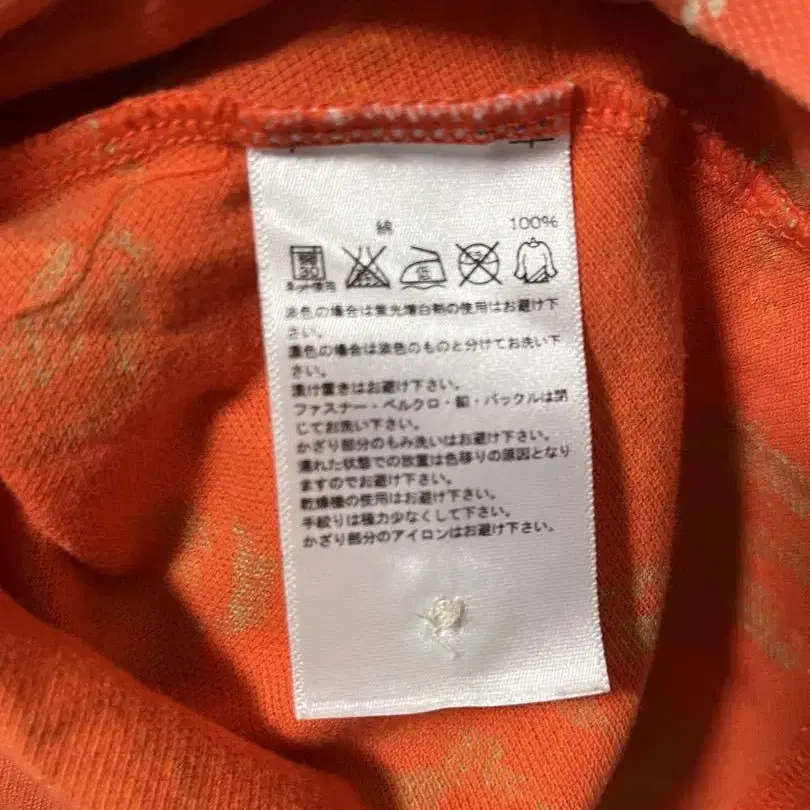 綿 100%
弱 30 低
ネット使用
淡色の場合は蛍光増白剤の使用はお避け下
さい。
濃色の場合は淡色のものと分けてお洗い下
さい。
漬け置きはお避け下さい。
ファスナー・ベルクロ・釦・バックルは閉
じてお洗い下さい。
かざり部分のもみ洗いはお避け下さい。
濡れた状態での放置は色移りの原因となり
ますのでお避け下さい。
乾燥機の使用はお避け下さい。
手絞りは極力少なくして下さい。
かざり部分のアイロンはお避け下さい。